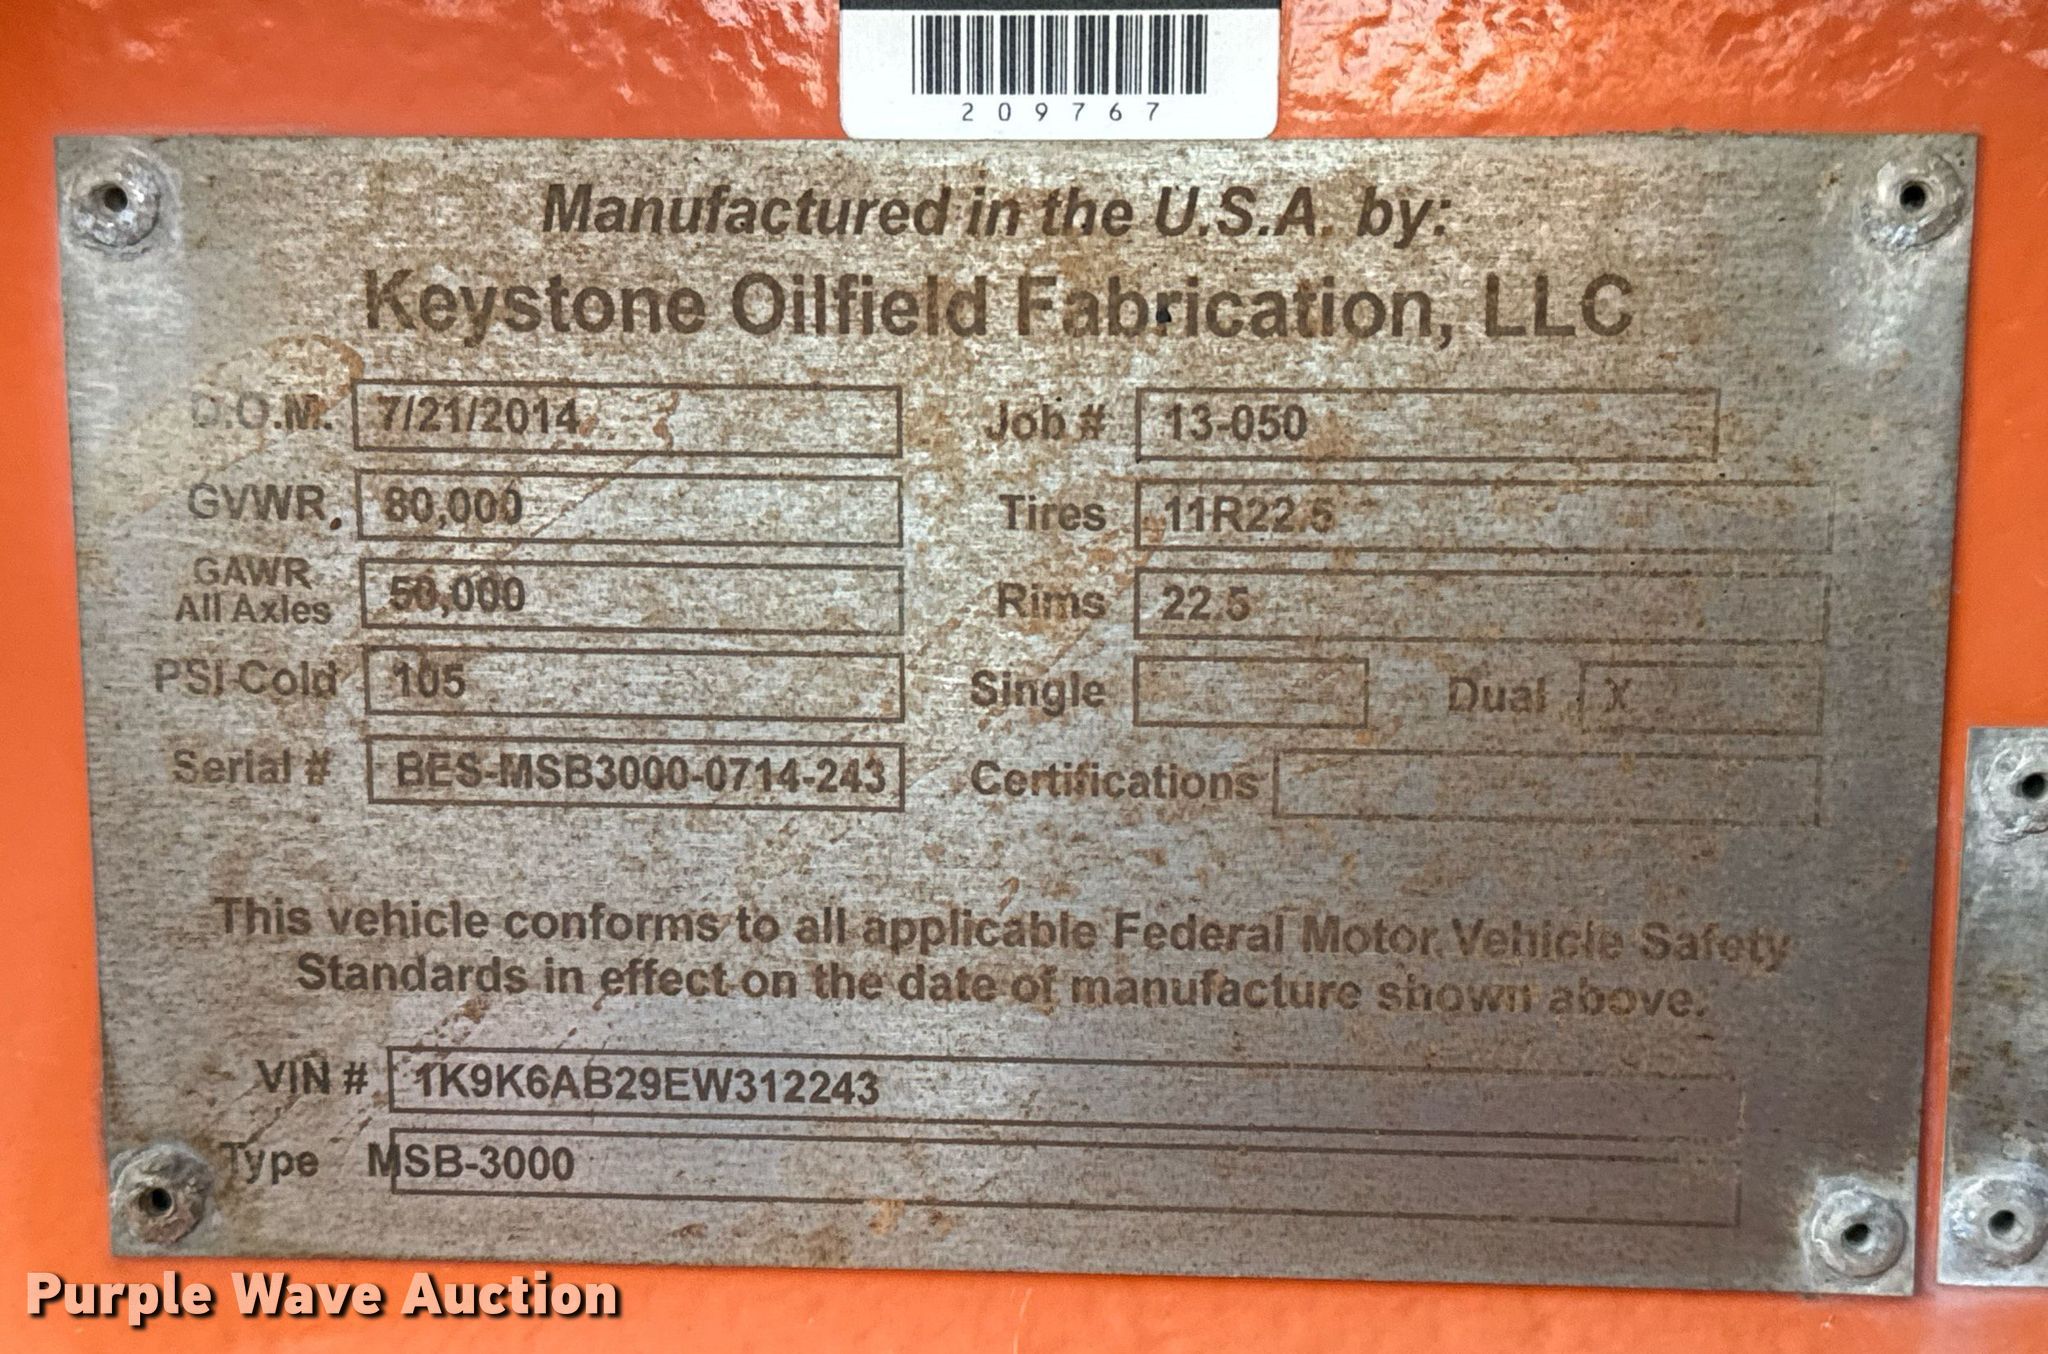 209767
Manufactured in the U.S.A. by:
Keystone Oilfield Fabrication, LLC
D.O.M. 7/21/2014 Job # 13-050
GVWR 80,000 Tires 11R22.5
GAWR
All Axles 50,000 Rims 22.5
PSI Cold 105 Single Dual X
Serial # BES-MSB3000-0714-243 Certifications
This vehicle conforms to all applicable Federal Motor Vehicle Safety
Standards in effect on the date of manufacture shown above.
VIN # 1K9K6AB29EW312243
Type MSB-3000
Purple Wave Auction